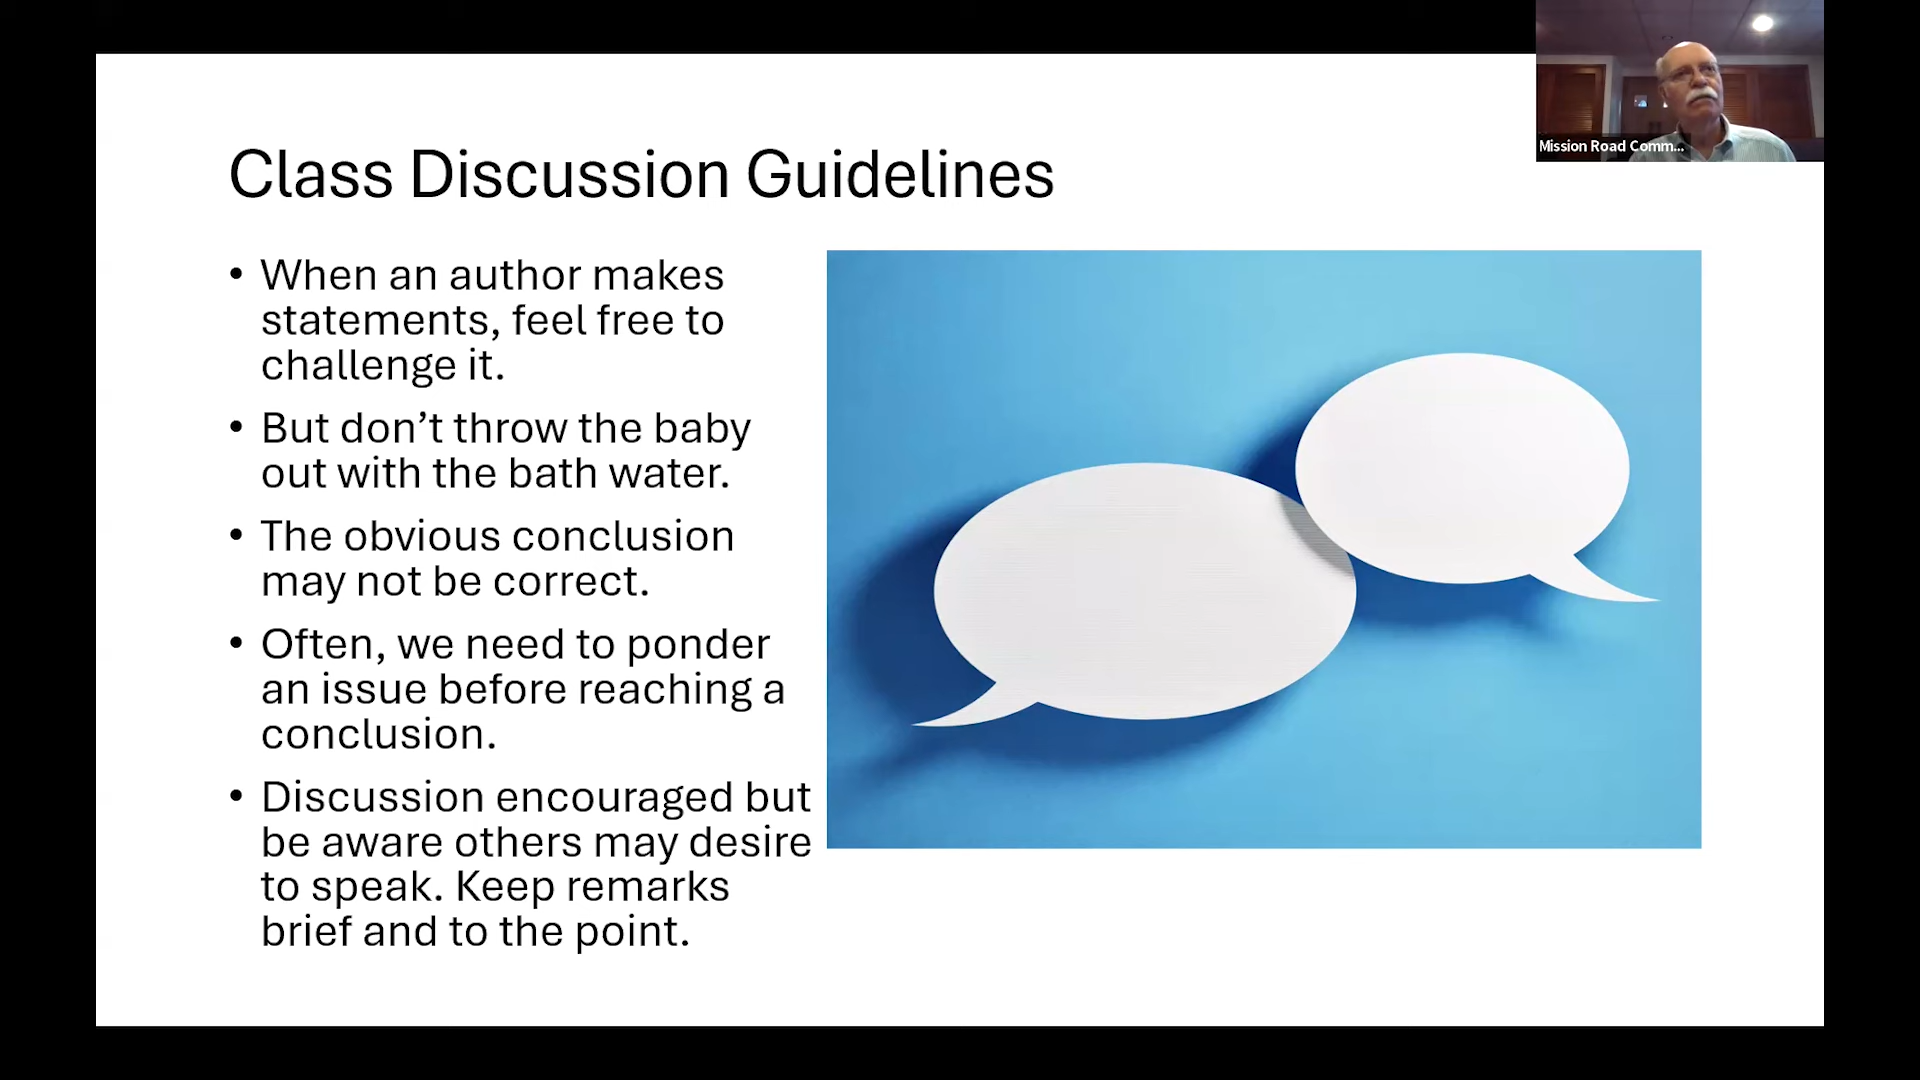 Mission Road Comm...
Class Discussion Guidelines
• When an author makes
statements, feel free to
challenge it.
• But don’t throw the baby
out with the bath water.
• The obvious conclusion
may not be correct.
• Often, we need to ponder
an issue before reaching a
conclusion.
• Discussion encouraged but
be aware others may desire
to speak. Keep remarks
brief and to the point.